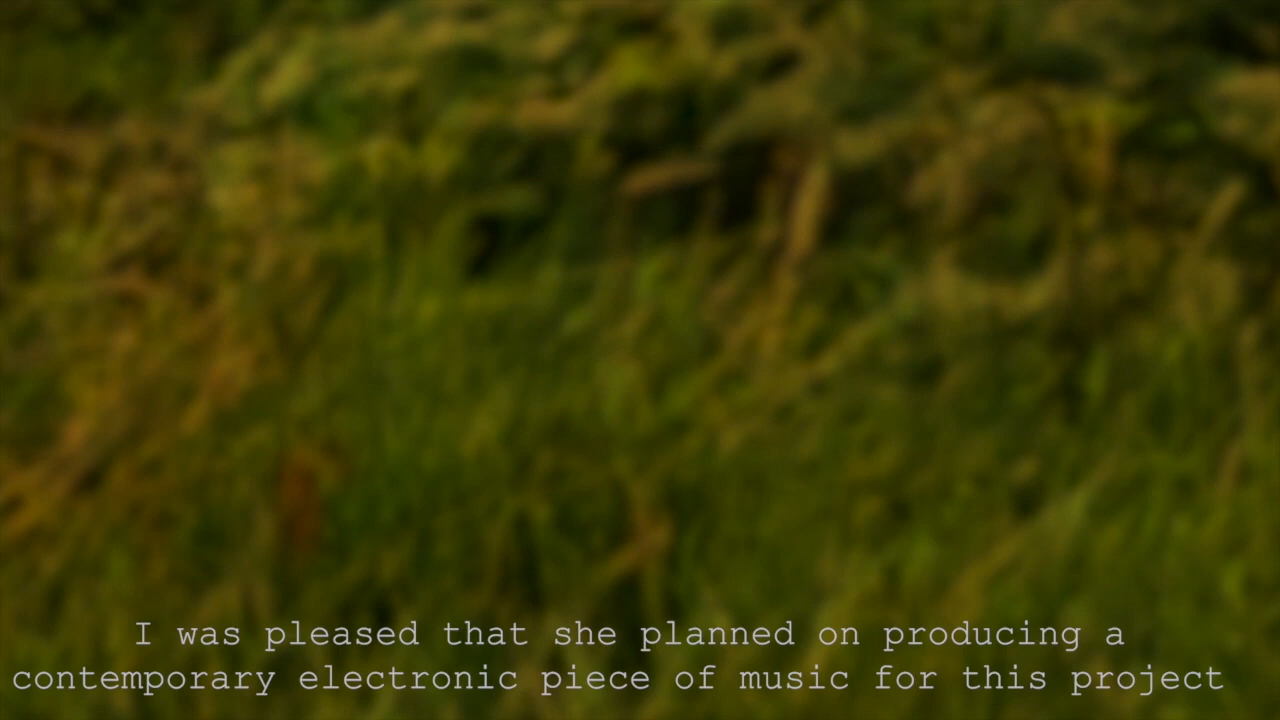 I was pleased that she planned on producing a
contemporary electronic piece of music for this project